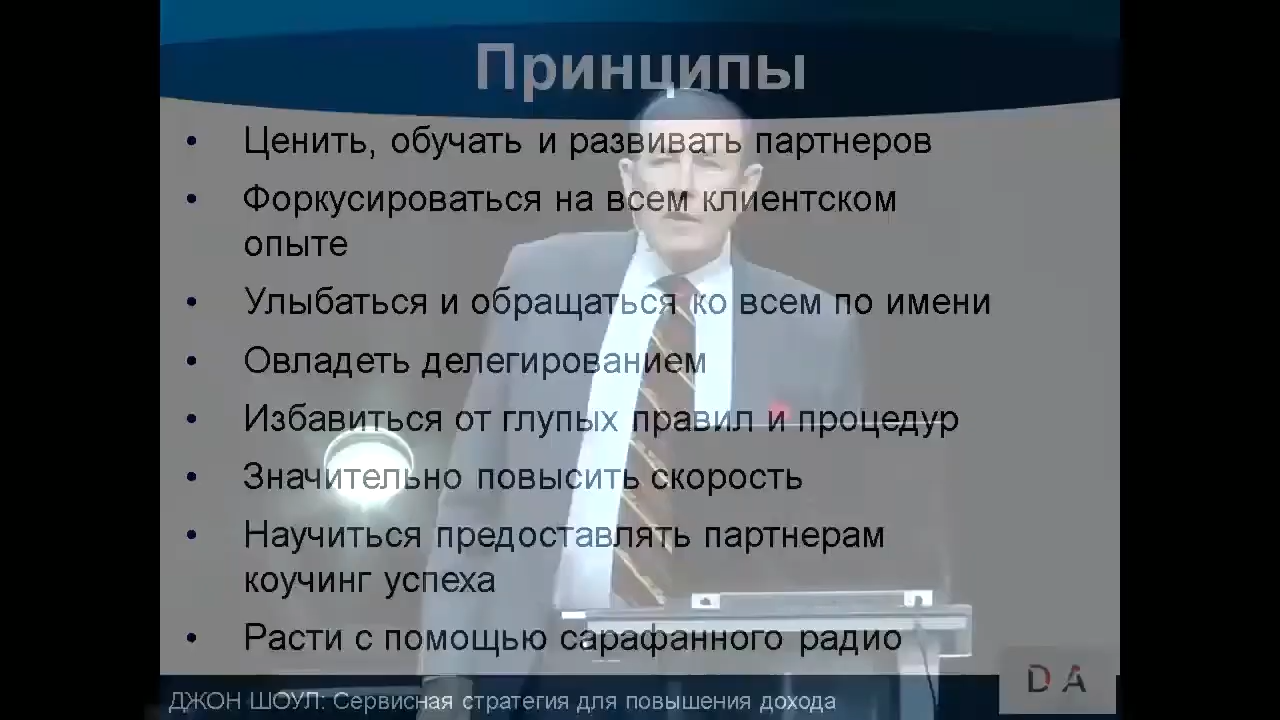 Принципы
• Ценить, обучать и развивать партнеров
• Форкусироваться на всем клиентском
опыте
• Улыбаться и обращаться ко всем по имени
• Овладеть делегированием
• Избавиться от глупых правил и процедур
• Значительно повысить скорость
• Научиться предоставлять партнерам
коучинг успеха
• Расти с помощью сарафанного радио
ДЖОН ШОУЛ: Сервисная стратегия для повышения дохода
DA